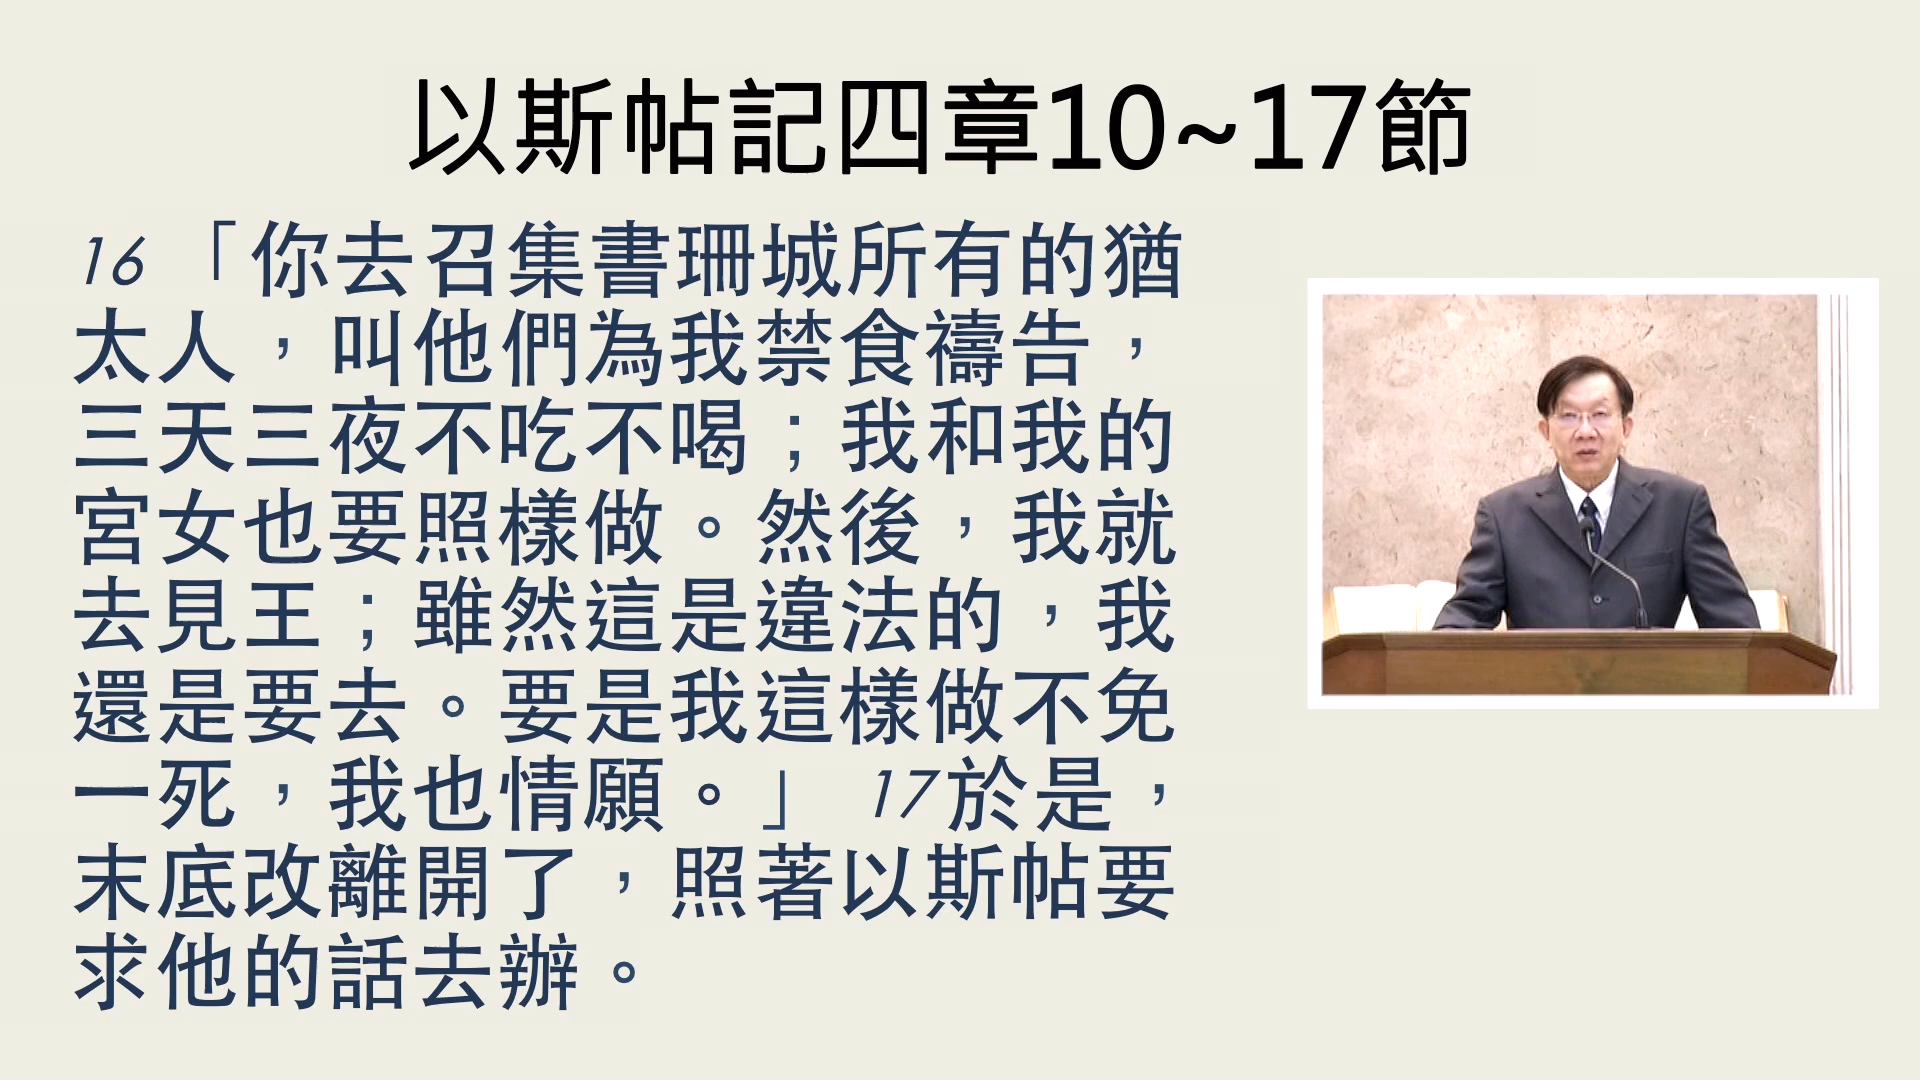 以斯帖記四章10~17節
16「你去召集書珊城所有的猶
太人，叫他們為我禁食禱告，
三天三夜不吃不喝；我和我的
宮女也要照樣做。然後，我就
去見王；雖然這是違法的，我
還是要去。要是我這樣做不免
一死，我也情願。」 17於是，
末底改離開了，照著以斯帖要
求他的話去辦。